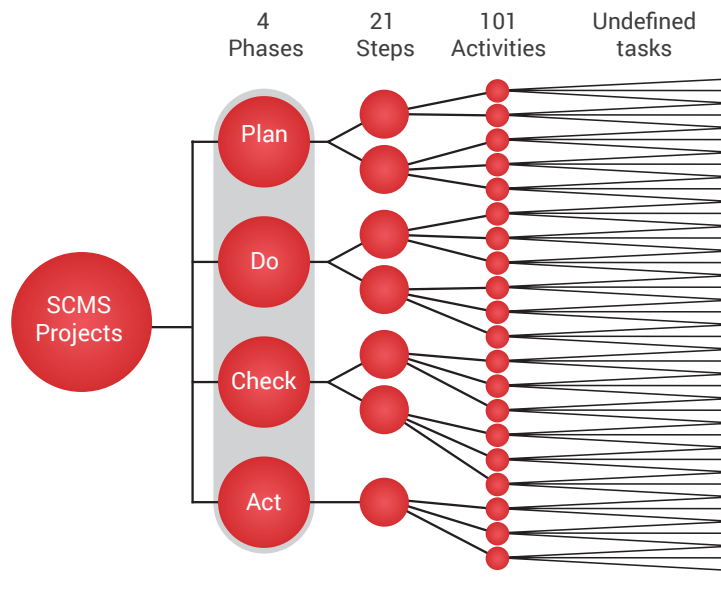 4
Phases
21
Steps
101
Activities
Undefined
tasks
Plan
Do
SCMS
Projects
Check
Act